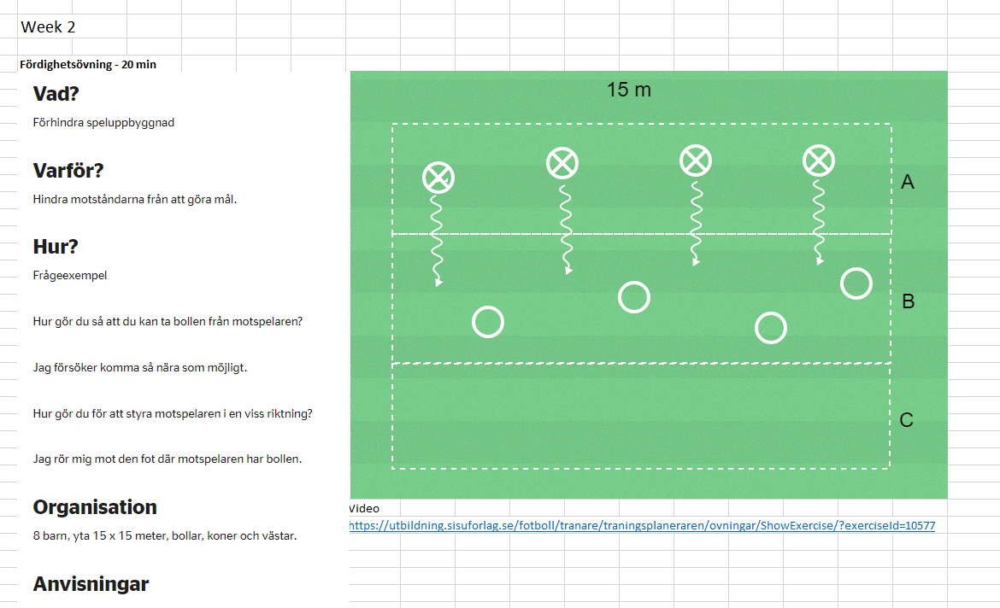 Week 2
Fördighetsövning - 20 min
Vad?
Förhindra speluppbyggnad
Varför?
Hindra motståndarna från att göra mål.
Hur?
Frågeexempel
Hur gör du så att du kan ta bollen från motspelaren?
Jag försöker komma så nära som möjligt.
Hur gör du för att styra motspelaren i en viss riktning?
Jag rör mig mot den fot där motspelaren har bollen.
Organisation
8 barn, yta 15 x 15 meter, bollar, koner och västar.
Anvisningar
15 m
A
B
C
Video
https://utbildning.sisuforlag.se/fotboll/tranare/traningsplaneraren/ovningar/ShowExercise/?exerciseId=10577